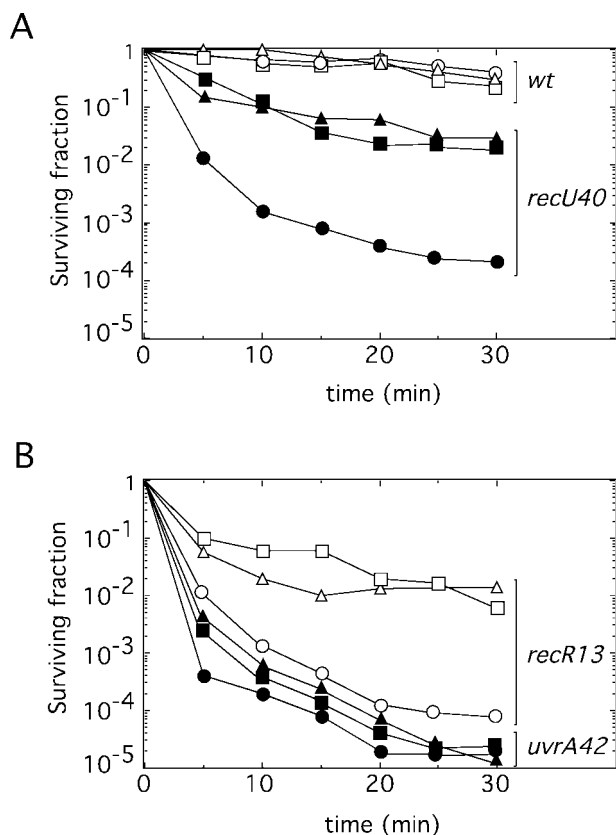 A
1
10-1
10-2
10-3
10-4
10-5
Surviving fraction
wt
recU40
0 10 20 30
time (min)
B
1
10-1
10-2
10-3
10-4
10-5
Surviving fraction
recR13
uvrA42
0 10 20 30
time (min)